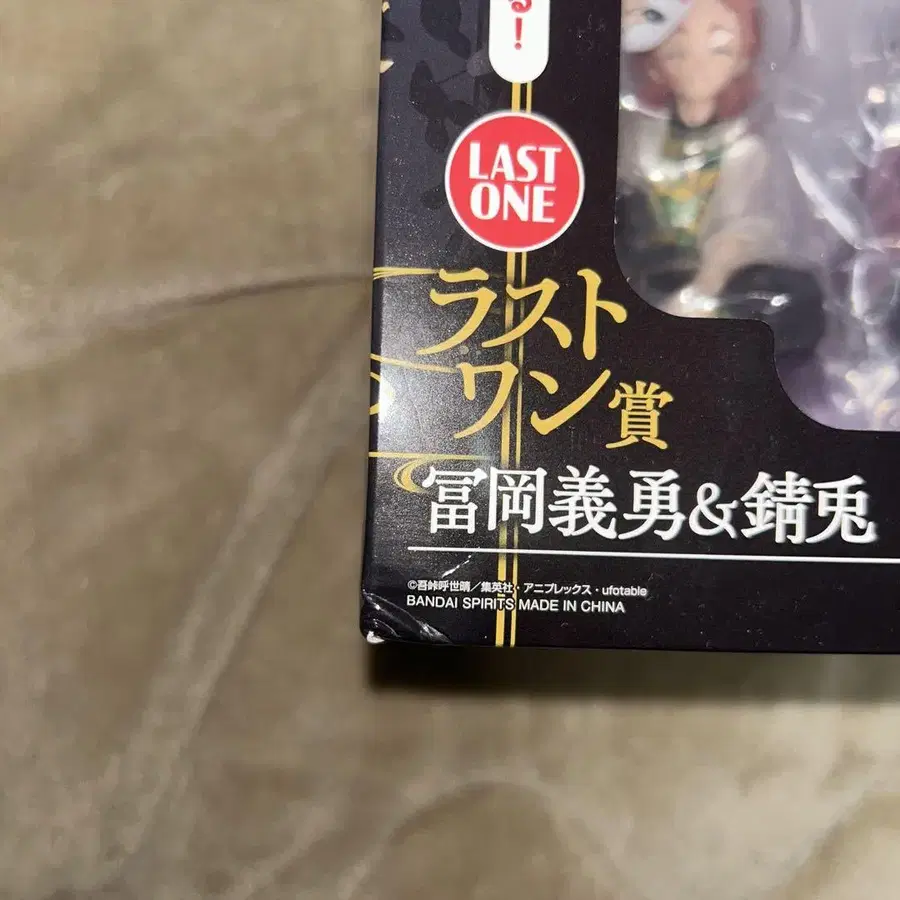 る!
LAST
ONE
ラスト
ワン賞
冨岡義勇&錆兎
©吾峠呼世晴／集英社・アニプレックス・ufotable
BANDAI SPIRITS MADE IN CHINA